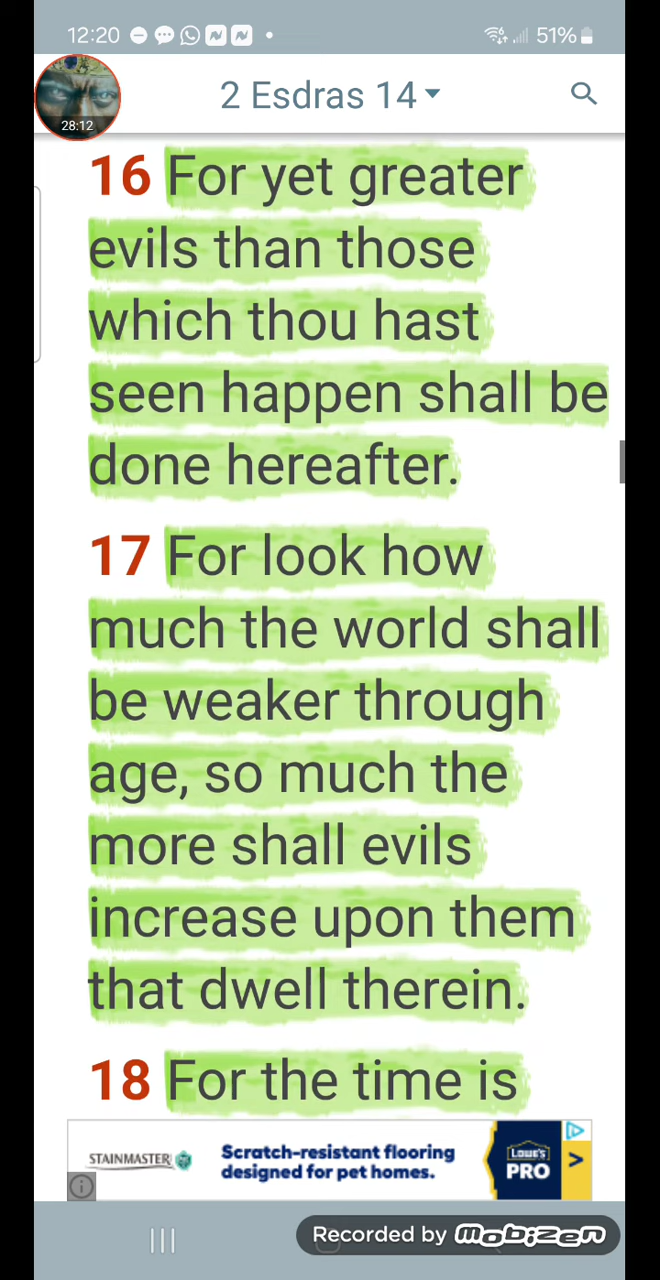 12:20
51%
28:12
2 Esdras 14
16 For yet greater
evils than those
which thou hast
seen happen shall be
done hereafter.
17 For look how
much the world shall
be weaker through
age, so much the
more shall evils
increase upon them
that dwell therein.
18 For the time is
STAINMASTER
Scratch-resistant flooring
designed for pet homes.
LOWE'S
PRO
Recorded by mobizen